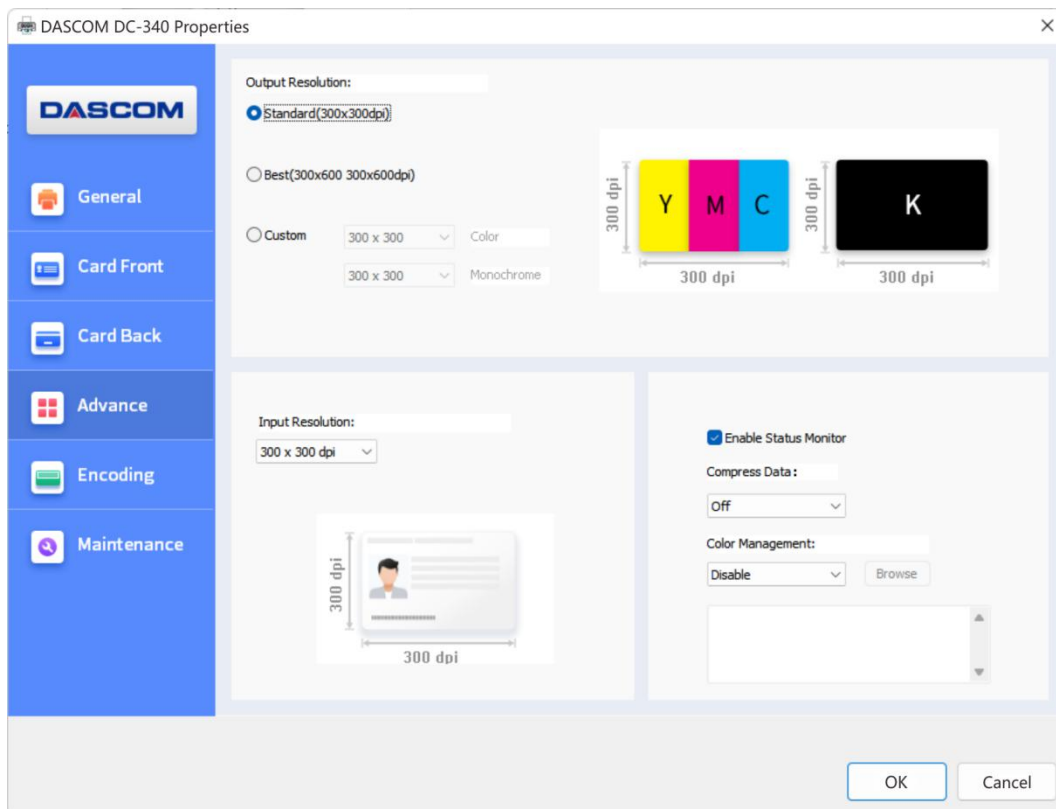 DASCOM DC-340 Properties
DASCOM
General
Card Front
Card Back
Advance
Encoding
Maintenance
Output Resolution:
Standard(300x300dpi)
Best(300x600 300x600dpi)
Custom
300 x 300
Color
300 x 300
Monochrome
300 dpi
Y M C
300 dpi
300 dpi
K
300 dpi
Input Resolution:
300 x 300 dpi
300 dpi
300 dpi
Enable Status Monitor
Compress Data:
Off
Color Management:
Disable
Browse
OK
Cancel